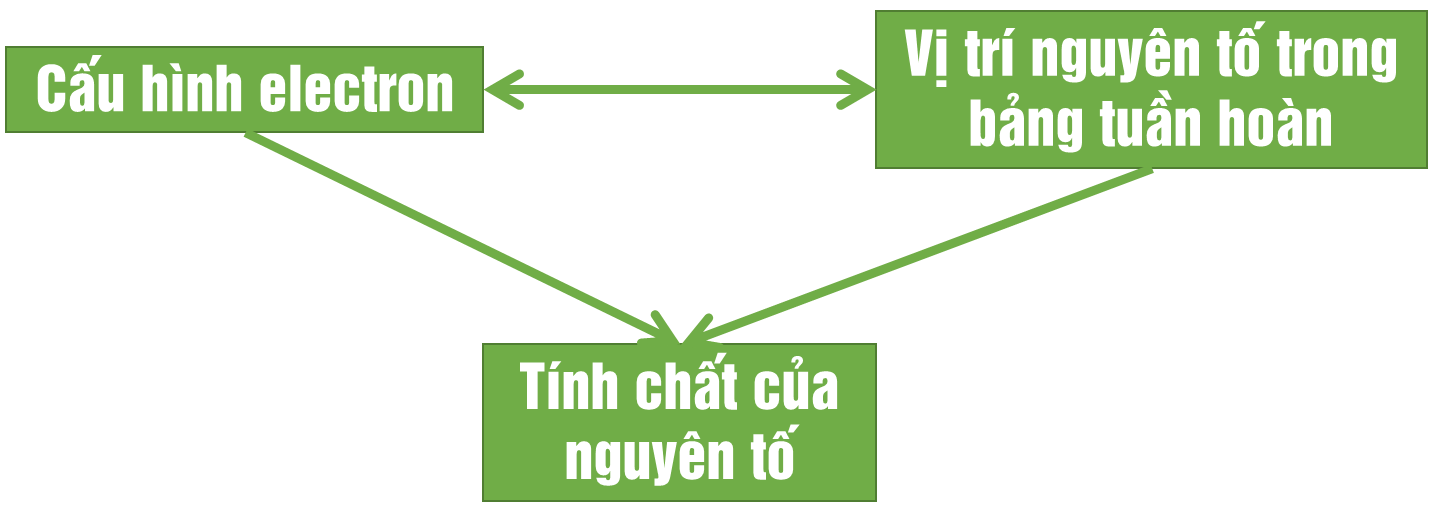 Cấu hình electron
Vị trí nguyên tố trong
bảng tuần hoàn
Tính chất của
nguyên tố